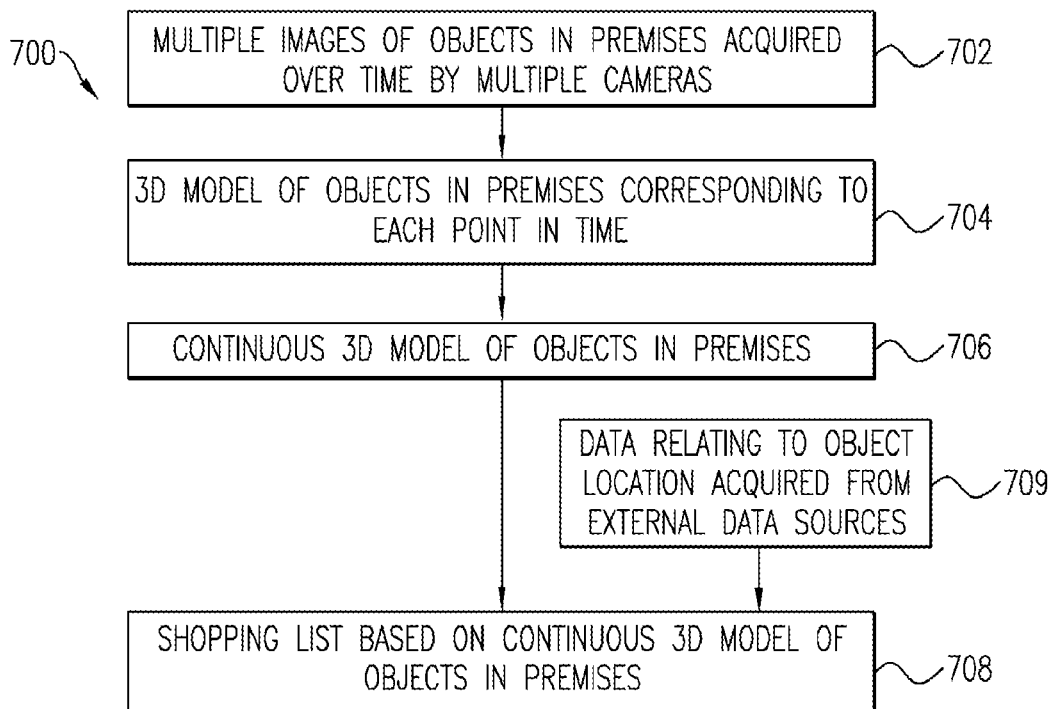 700
MULTIPLE IMAGES OF OBJECTS IN PREMISES ACQUIRED
OVER TIME BY MULTIPLE CAMERAS
702
3D MODEL OF OBJECTS IN PREMISES CORRESPONDING TO
EACH POINT IN TIME
704
CONTINUOUS 3D MODEL OF OBJECTS IN PREMISES
706
DATA RELATING TO OBJECT
LOCATION ACQUIRED FROM
EXTERNAL DATA SOURCES
709
SHOPPING LIST BASED ON CONTINUOUS 3D MODEL OF
OBJECTS IN PREMISES
708